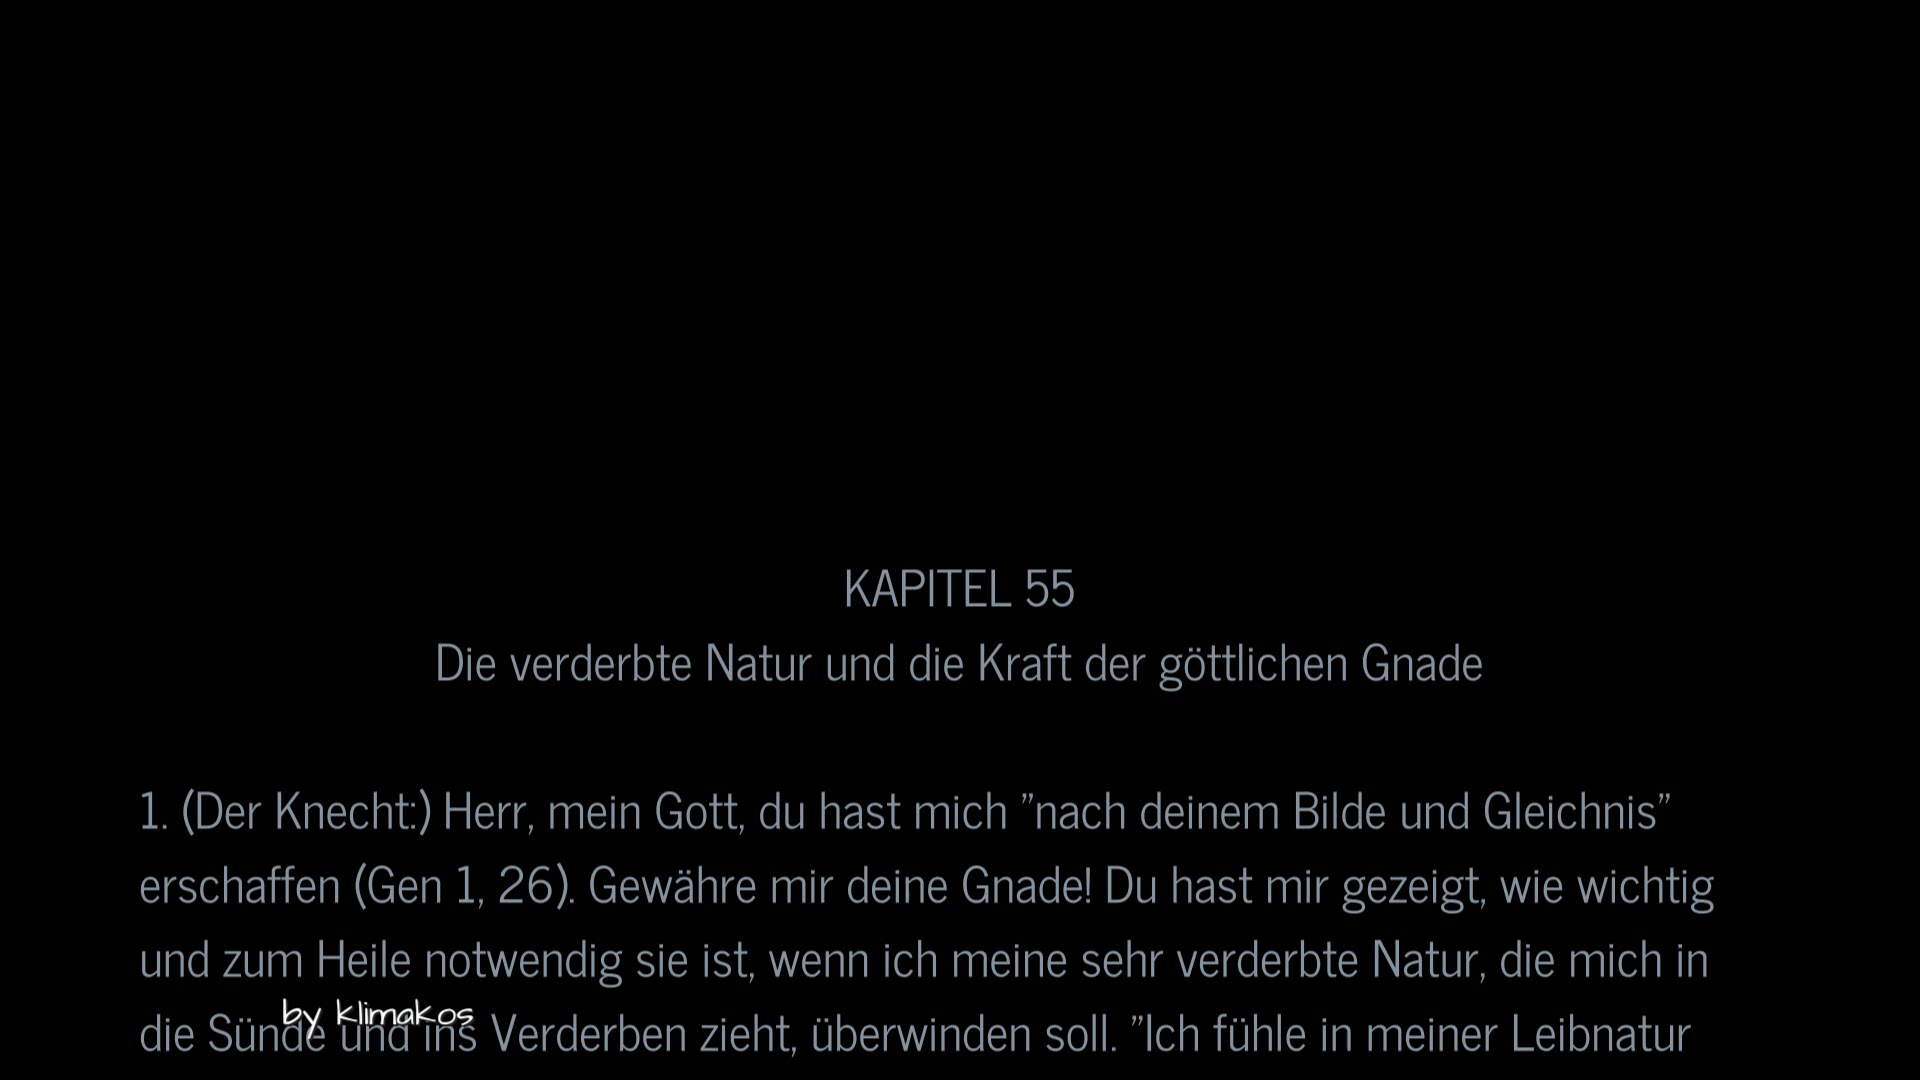 KAPITEL 55
Die verderbte Natur und die Kraft der göttlichen Gnade
1. (Der Knecht:) Herr, mein Gott, du hast mich ”nach deinem Bilde und Gleichnis”
erschaffen (Gen 1, 26). Gewähre mir deine Gnade! Du hast mir gezeigt, wie wichtig
und zum Heile notwendig sie ist, wenn ich meine sehr verderbte Natur, die mich in
die Sünde und ins Verderben zieht, überwinden soll. ”Ich fühle in meiner Leibnatur
by klimakos